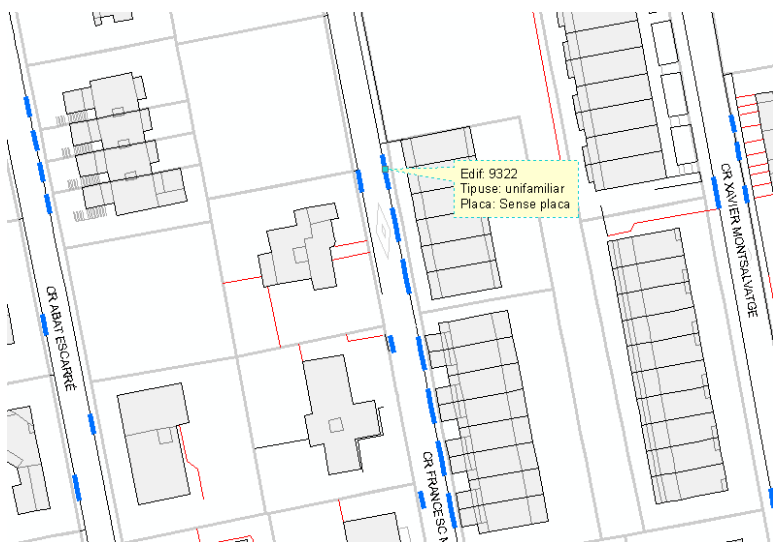 Edif: 9322
Tipuse: unifamiliar
Placa: Sense placa
CR XAVIER MONTSALVATGE
CR ABAT ESCARRÉ
CR FRANCESC